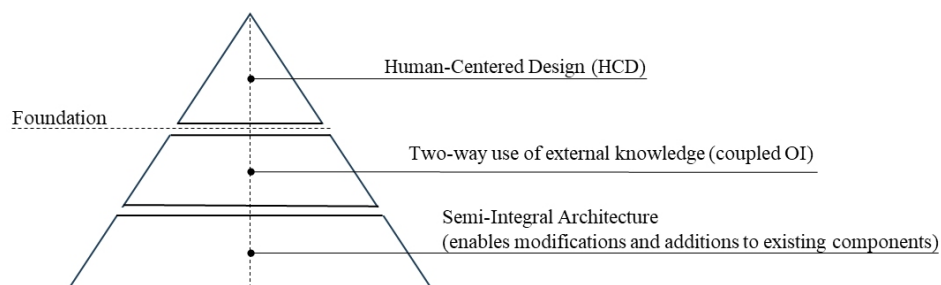 Human-Centered Design (HCD)
Foundation
Two-way use of external knowledge (coupled OI)
Semi-Integral Architecture
(enables modifications and additions to existing components)